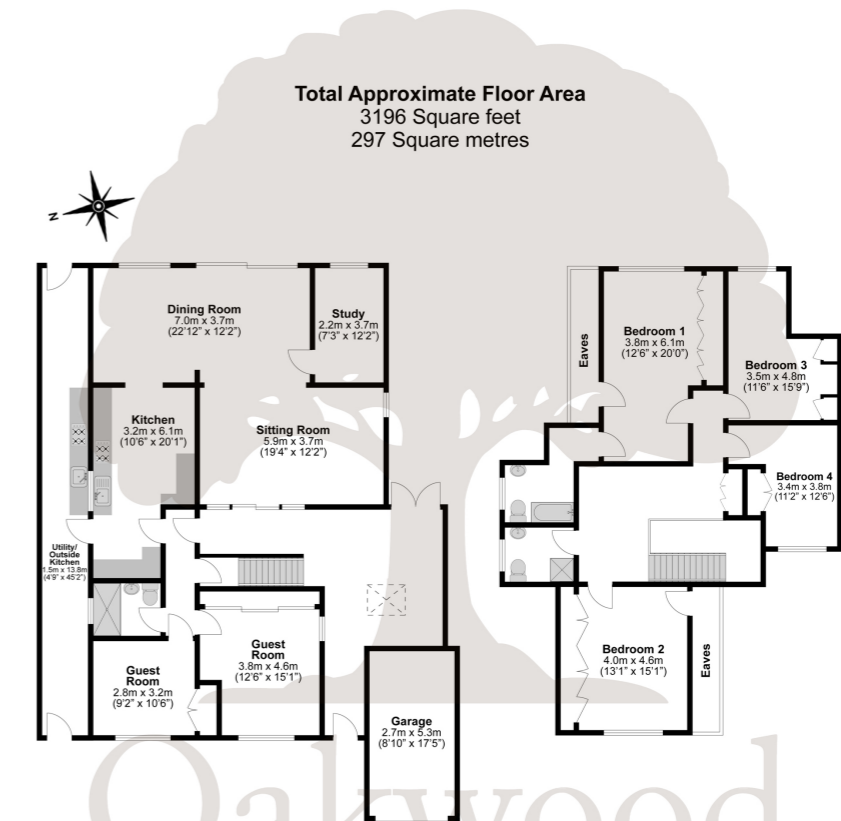 Total Approximate Floor Area
3196 Square feet
297 Square metres
N
Dining Room
7.0m x 3.7m
(22'12" x 12'2")
Study
2.2m x 3.7m
(7'3" x 12'2")
Kitchen
3.2m x 6.1m
(10'6" x 20'1")
Sitting Room
5.9m x 3.7m
(19'4" x 12'2")
Utility/
Outside
Kitchen
1.5m x 13.8m
(4'9" x 45'2")
Guest
Room
2.8m x 3.2m
(9'2" x 10'6")
Guest
Room
3.8m x 4.6m
(12'6" x 15'1")
Garage
2.7m x 5.3m
(8'10" x 17'5")
Eaves
Bedroom 1
3.8m x 6.1m
(12'6" x 20'0")
Bedroom 3
3.5m x 4.8m
(11'6" x 15'9")
Bedroom 4
3.4m x 3.8m
(11'2" x 12'6")
Bedroom 2
4.0m x 4.6m
(13'1" x 15'1")
Eaves
Oakwood